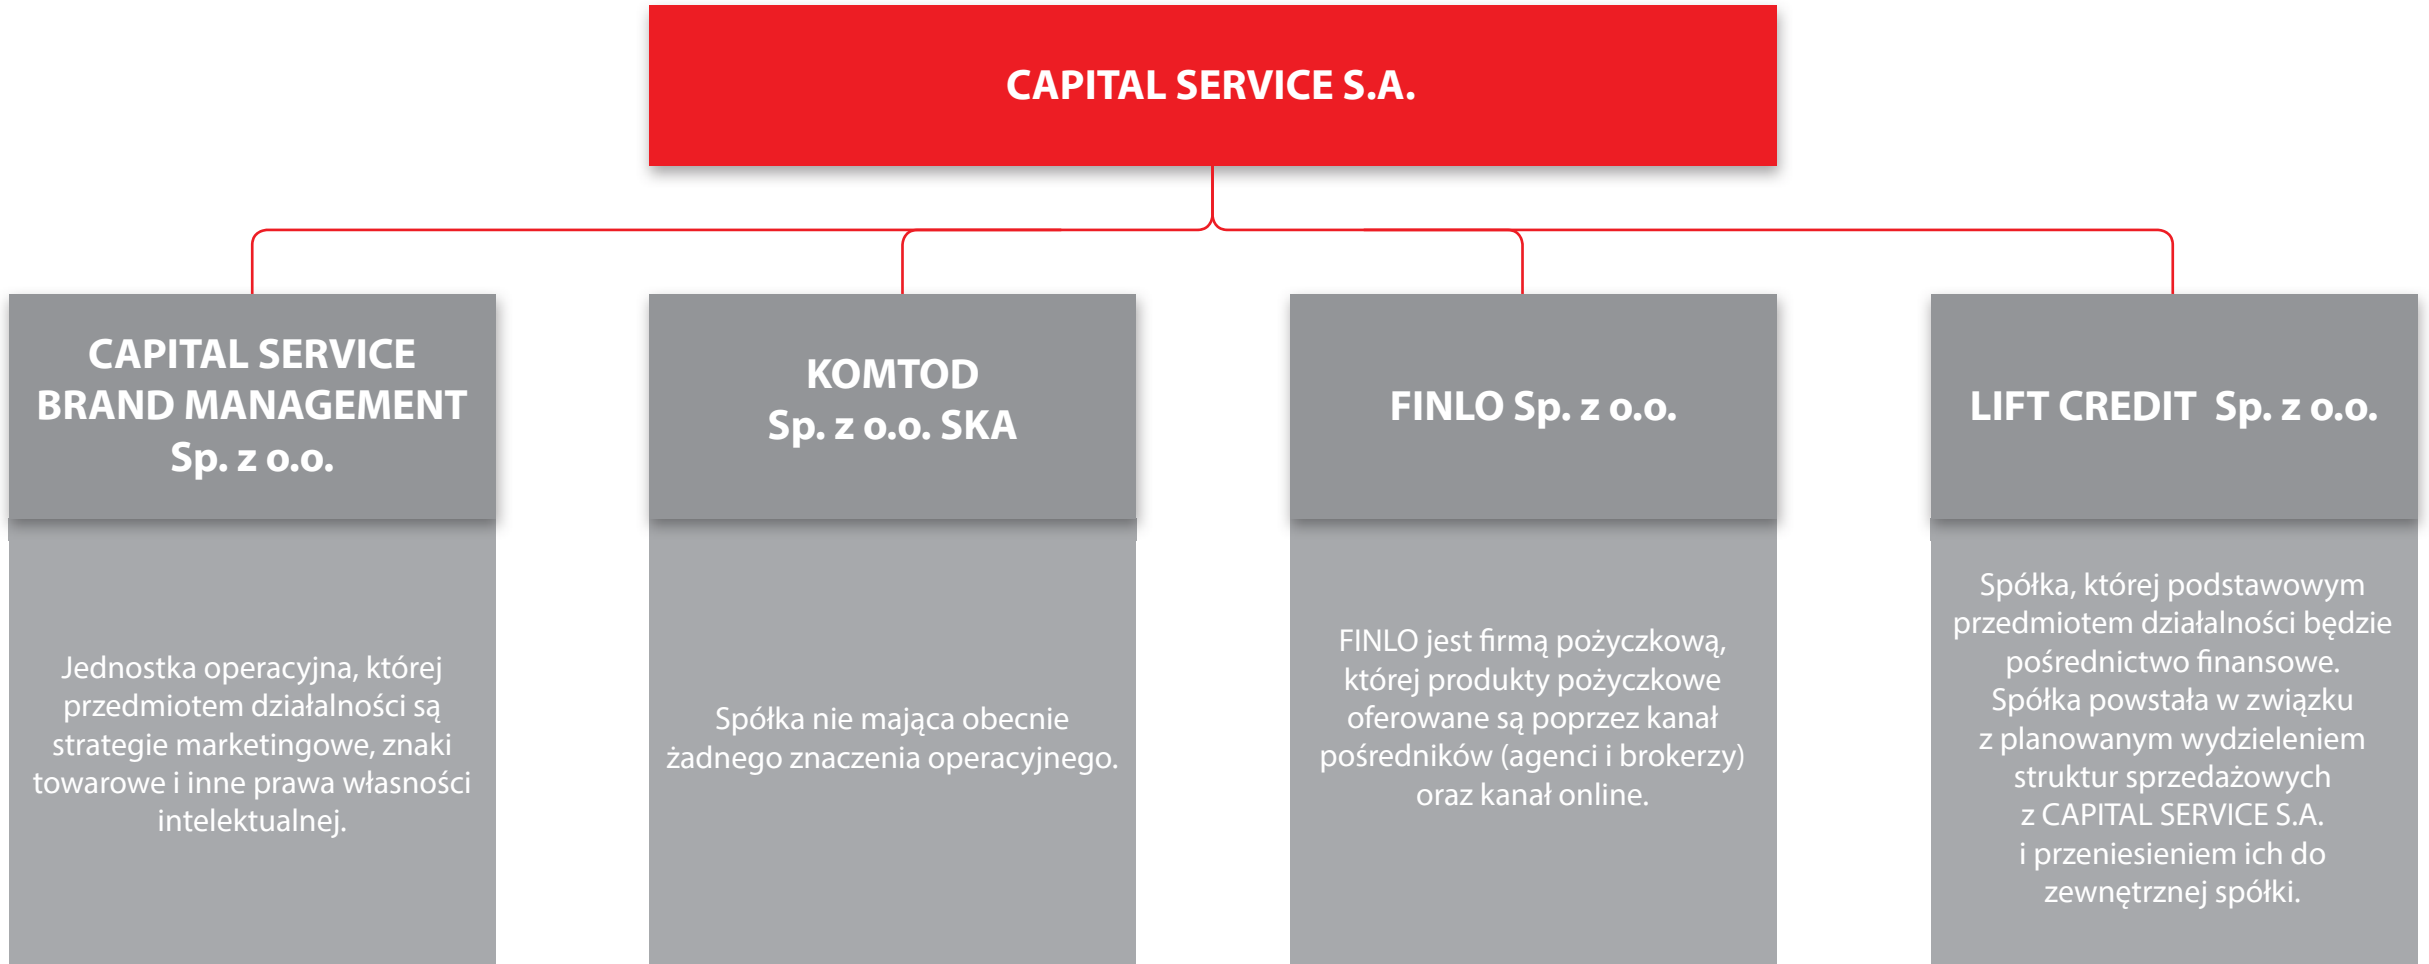 CAPITAL SERVICE S.A.
CAPITAL SERVICE
BRAND MANAGEMENT
Sp. z o.o.
Jednostka operacyjna, której
przedmiotem działalności są
strategie marketingowe, znaki
towarowe i inne prawa własności
intelektualnej.
KOMTOD
Sp. z o.o. SKA
Spółka nie mająca obecnie
żadnego znaczenia operacyjnego.
FINLO Sp. z o.o.
FINLO jest firmą pożyczkową,
której produkty pożyczkowe
oferowane są poprzez kanał
pośredników (agenci i brokerzy)
oraz kanał online.
LIFT CREDIT Sp. z o.o.
Spółka, której podstawowym
przedmiotem działalności będzie
pośrednictwo finansowe.
Spółka powstała w związku
z planowanym wydzieleniem
struktur sprzedażowych
z CAPITAL SERVICE S.A.
i przeniesieniem ich do
zewnętrznej spółki.